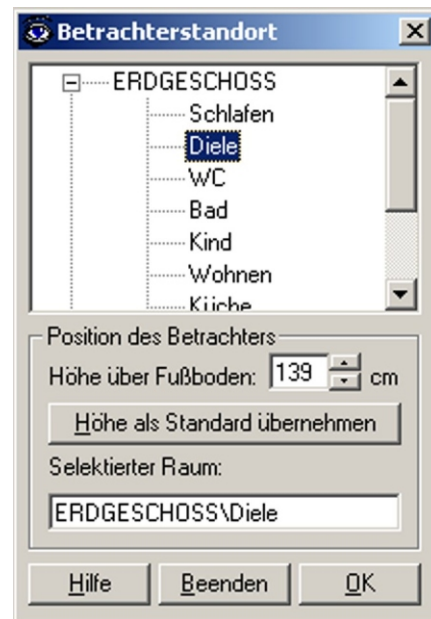 Betrachterstandort
ERDGESCHOSS
Schlafen
Diele
WC
Bad
Kind
Wohnen
Küche
Position des Betrachters
Höhe über Fußboden: 139 cm
Höhe als Standard übernehmen
Selektierter Raum:
ERDGESCHOSS\Diele
Hilfe Beenden OK